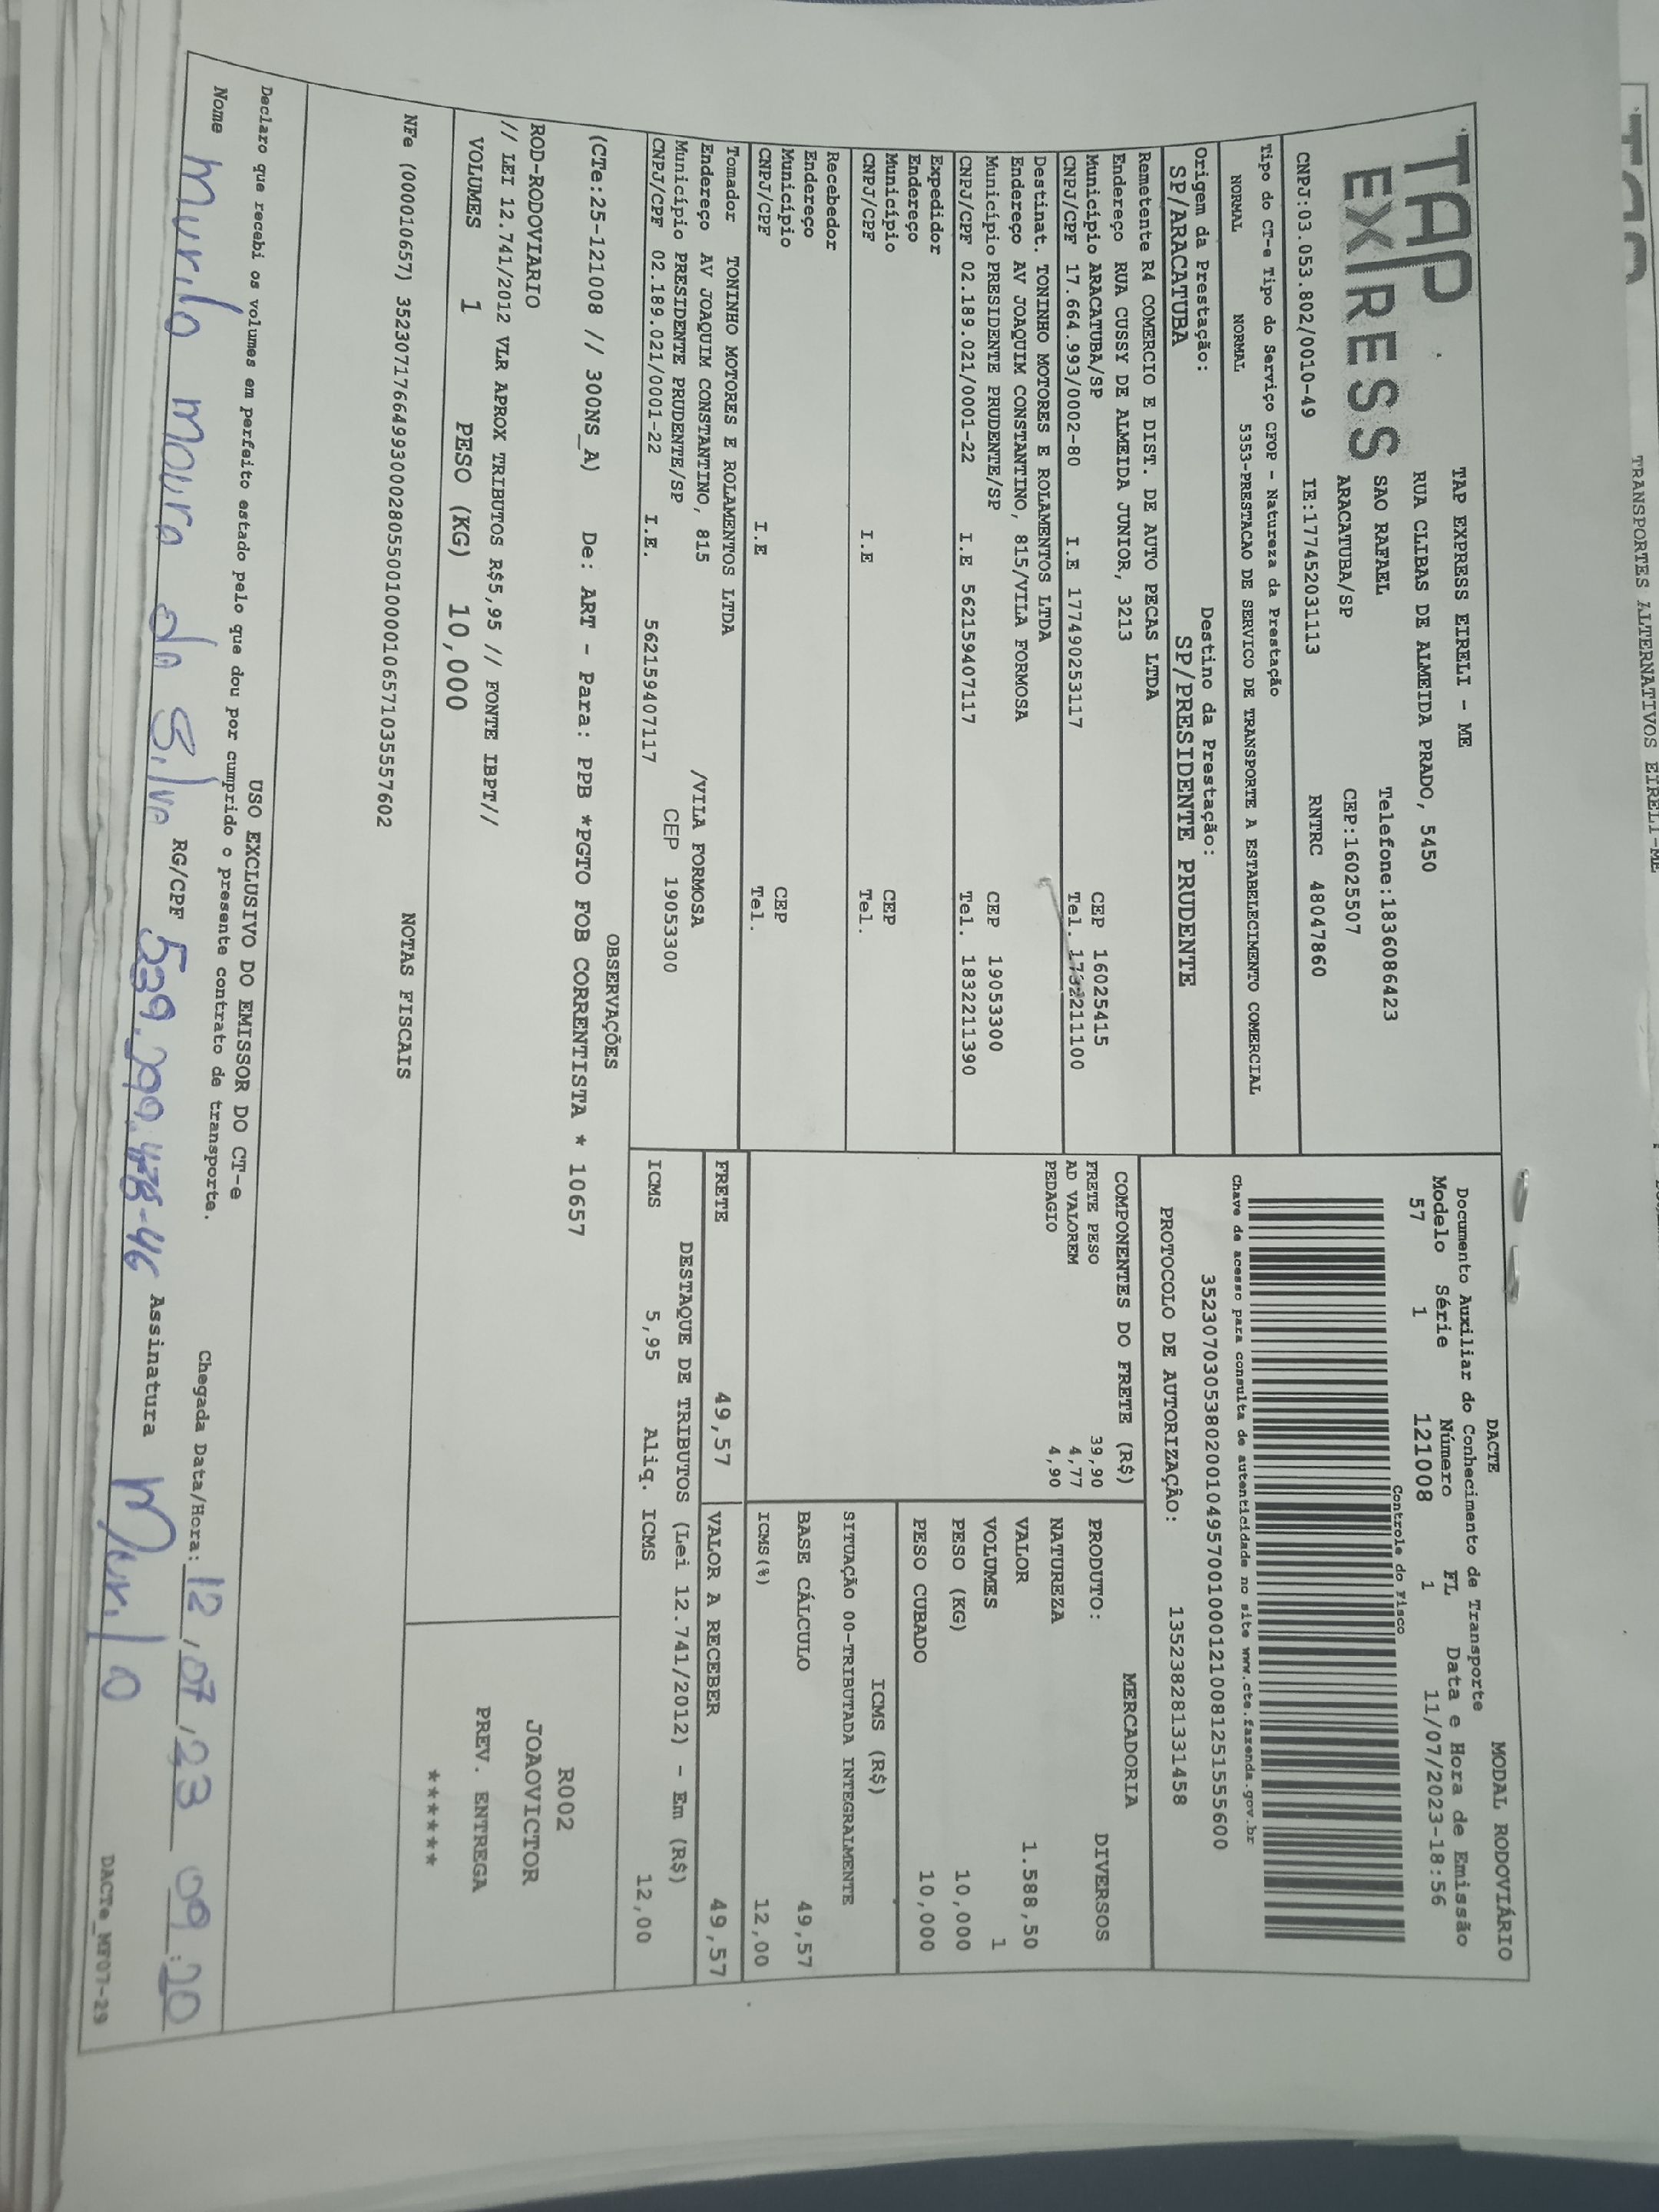 TRANSPORTES ALTERNATIVOS EIRELI-ME
TAP
EXPRESS
TAP EXPRESS EIRELI - ME
RUA CLIBAS DE ALMEIDA PRADO, 5450
SAO RAFAEL Telefone:1836086423
ARACATUBA/SP CEP:16025507
CNPJ:03.053.802/0010-49 IE:177452031113 RNTRC 48047860
DACTE MODAL RODOVIÁRIO
Documento Auxiliar do Conhecimento de Transporte
Modelo Série Número FL Data e Hora de Emissão
57 1 121008 1 11/07/2023-18:56
Controle do Fisco
Chave de acesso para consulta de autenticidade no site www.cte.fazenda.gov.br
35230703053802001049570010001210081251555600
PROTOCOLO DE AUTORIZAÇÃO: 135238281331458
Tipo do CT-e Tipo do Serviço CFOP - Natureza da Prestação
NORMAL NORMAL 5353-PRESTACAO DE SERVICO DE TRANSPORTE A ESTABELECIMENTO COMERCIAL
Origem da Prestação: Destino da Prestação:
SP/ARACATUBA SP/PRESIDENTE PRUDENTE
Remetente R4 COMERCIO E DIST. DE AUTO PECAS LTDA
Endereço RUA CUSSY DE ALMEIDA JUNIOR, 3213
Município ARACATUBA/SP CEP 16025415
CNPJ/CPF 17.664.993/0002-80 I.E 177490253117 Tel. 1732211100
Destinat. TONINHO MOTORES E ROLAMENTOS LTDA
Endereço AV JOAQUIM CONSTANTINO, 815/VILA FORMOSA
Município PRESIDENTE PRUDENTE/SP CEP 19053300
CNPJ/CPF 02.189.021/0001-22 I.E 562159407117 Tel. 1832211390
Expedidor
Endereço
Município CEP
CNPJ/CPF I.E Tel.
Recebedor
Endereço
Município CEP
CNPJ/CPF I.E Tel.
Tomador TONINHO MOTORES E ROLAMENTOS LTDA
Endereço AV JOAQUIM CONSTANTINO, 815 /VILA FORMOSA
Município PRESIDENTE PRUDENTE/SP CEP 19053300
CNPJ/CPF 02.189.021/0001-22 I.E. 562159407117
COMPONENTES DO FRETE (R$)
FRETE PESO 39,90
AD VALOREM 4,77
PEDAGIO 4,90
MERCADORIA
PRODUTO: DIVERSOS
NATUREZA
VALOR 1.588,50
VOLUMES 1
PESO (KG) 10,000
PESO CUBADO 10,000
ICMS (R$)
SITUAÇÃO 00-TRIBUTADA INTEGRALMENTE
BASE CÁLCULO 49,57
ICMS(%) 12,00
FRETE 49,57 VALOR A RECEBER 49,57
DESTAQUE DE TRIBUTOS (Lei 12.741/2012) - Em (R$)
ICMS 5,95 Aliq. ICMS 12,00
OBSERVAÇÕES
(CTe:25-121008 // 300NS_A) De: ART - Para: PPB *PGTO FOB CORRENTISTA * 10657
ROD-RODOVIARIO
// LEI 12.741/2012 VLR APROX TRIBUTOS R$5,95 // FONTE IBPT//
VOLUMES 1 PESO (KG) 10,000
R002
JOAOVICTOR
PREV. ENTREGA
******
NOTAS FISCAIS
NFe (000010657) 35230717664993000280550010000106571035557602
USO EXCLUSIVO DO EMISSOR DO CT-e
Declaro que recebi os volumes em perfeito estado pelo que dou por cumprido o presente contrato de transporte.
Chegada Data/Hora: 12/07/23 09:20
Nome Murilo moura da Silva RG/CPF 539.299.478-46 Assinatura Murilo
DACTe_MF07-29